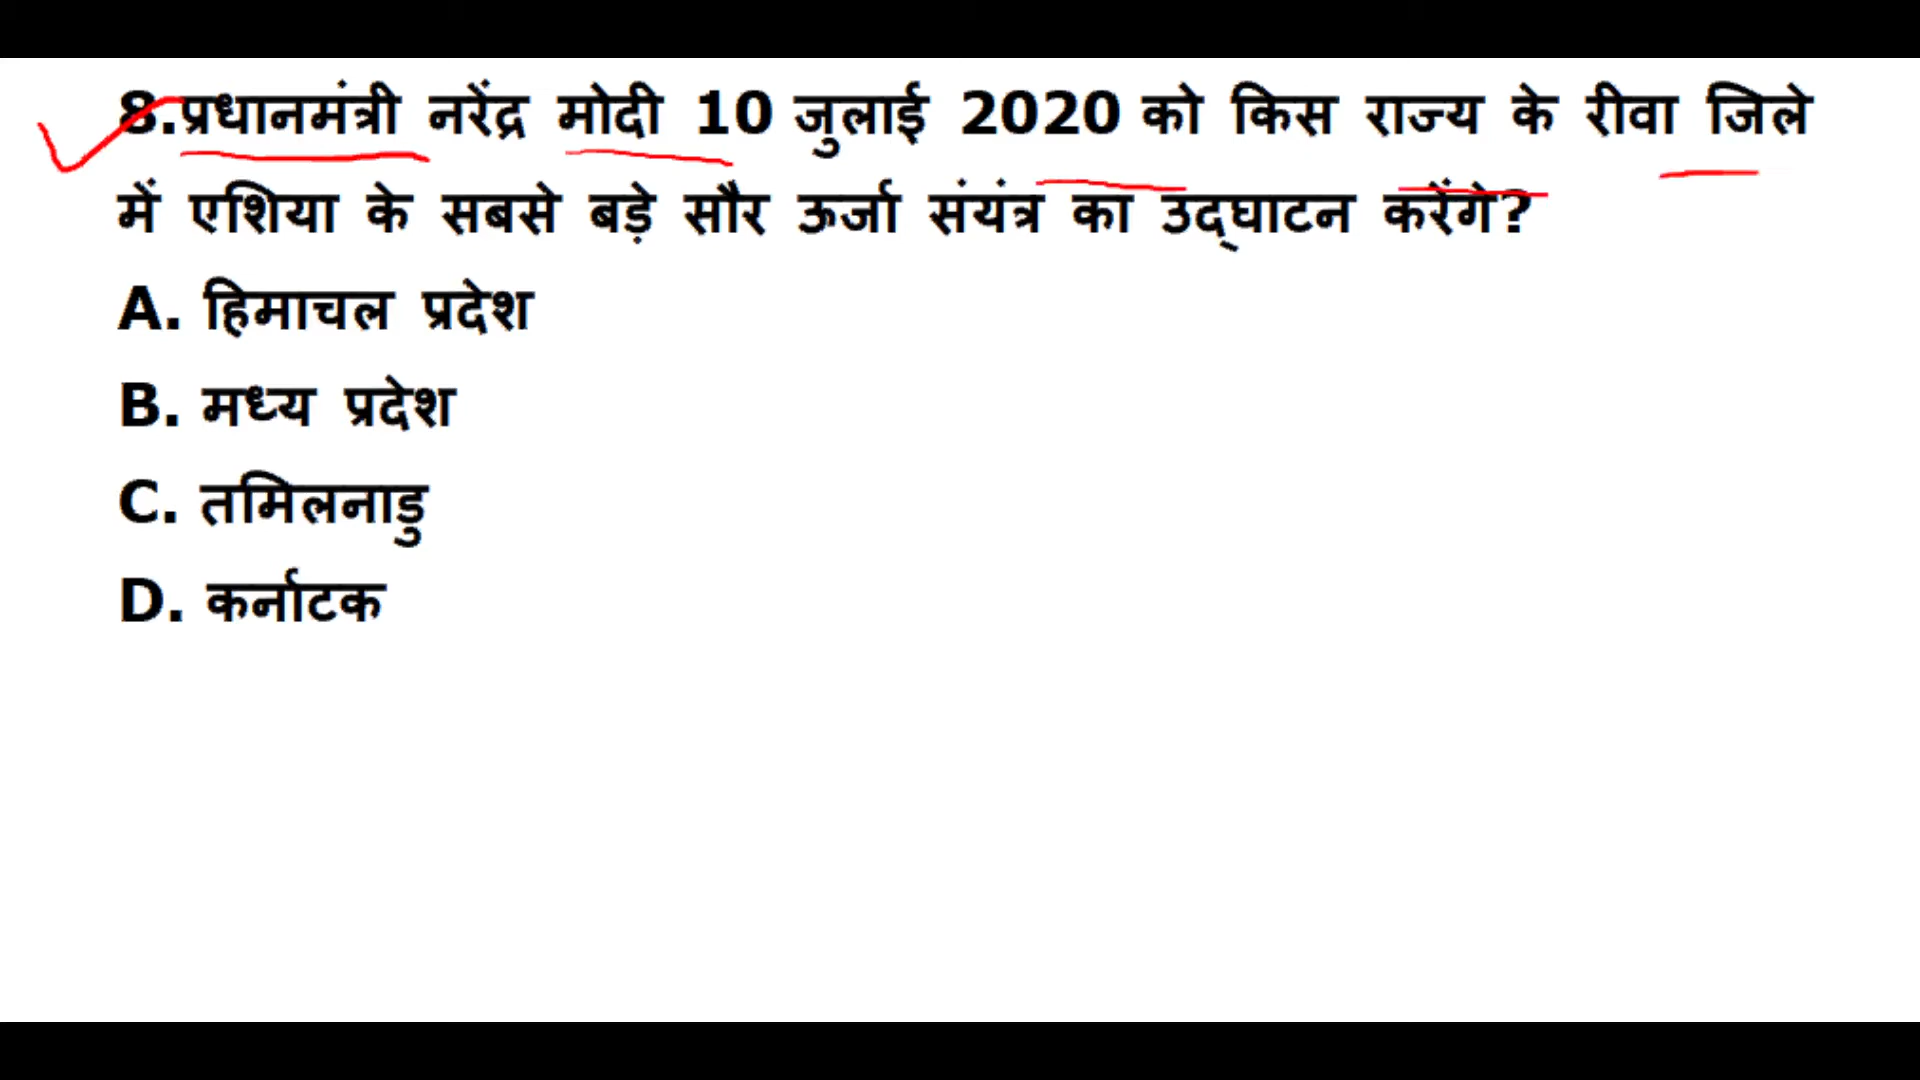 8.प्रधानमंत्री नरेंद्र मोदी 10 जुलाई 2020 को किस राज्य के रीवा जिले
में एशिया के सबसे बड़े सौर ऊर्जा संयंत्र का उद्घाटन करेंगे?
A. हिमाचल प्रदेश
B. मध्य प्रदेश
C. तमिलनाडु
D. कर्नाटक